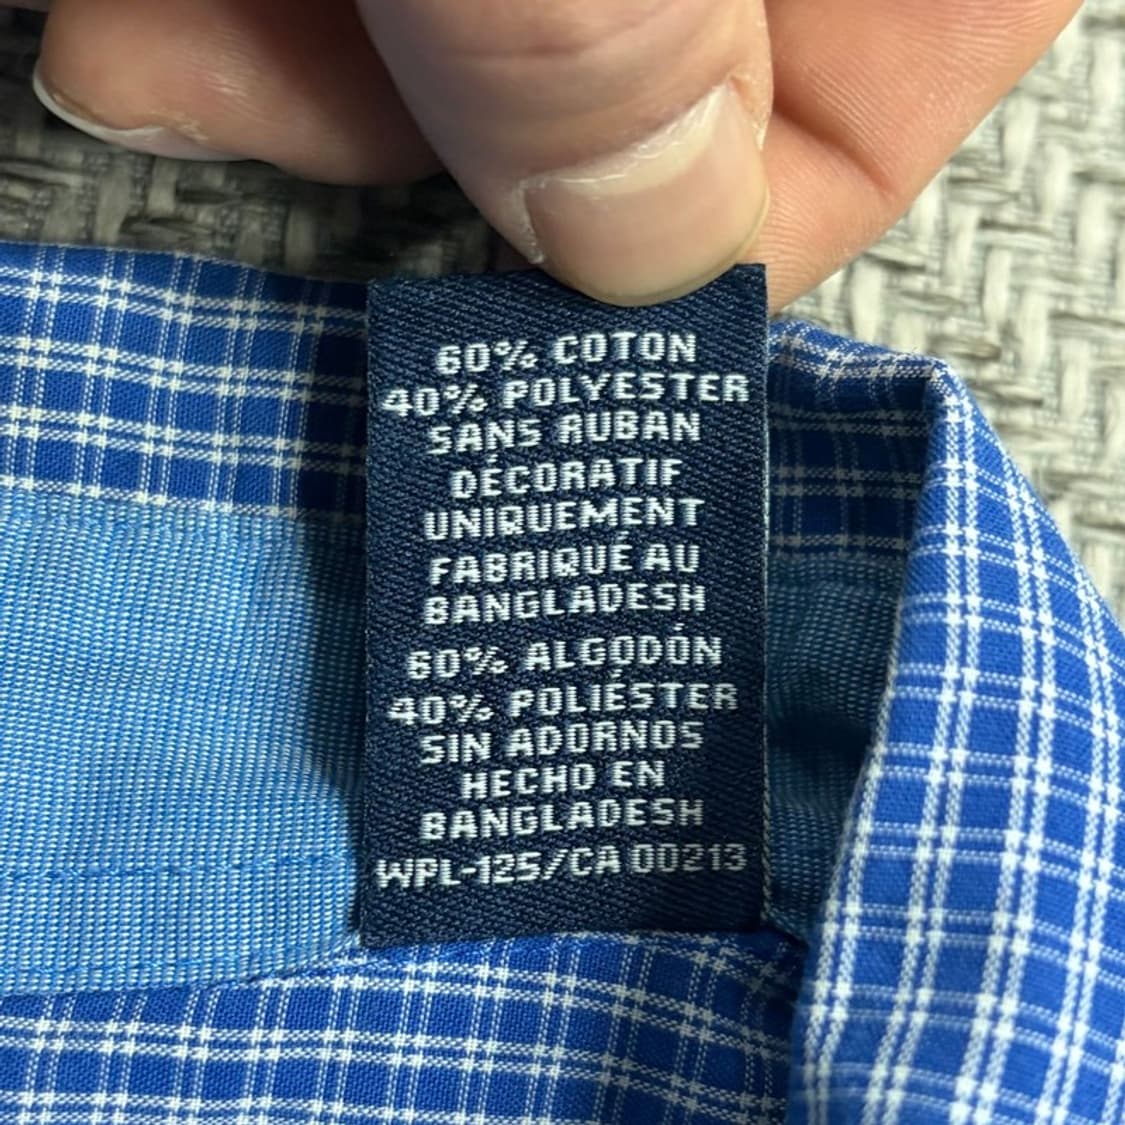 60% COTON
40% POLYESTER
SANS RUBAN
DÉCORATIF
UNIQUEMENT
FABRIQUÉ AU
BANGLADESH
60% ALGODÓN
40% POLIÉSTER
SIN ADORNOS
HECHO EN
BANGLADESH
WPL-125/CA 00213